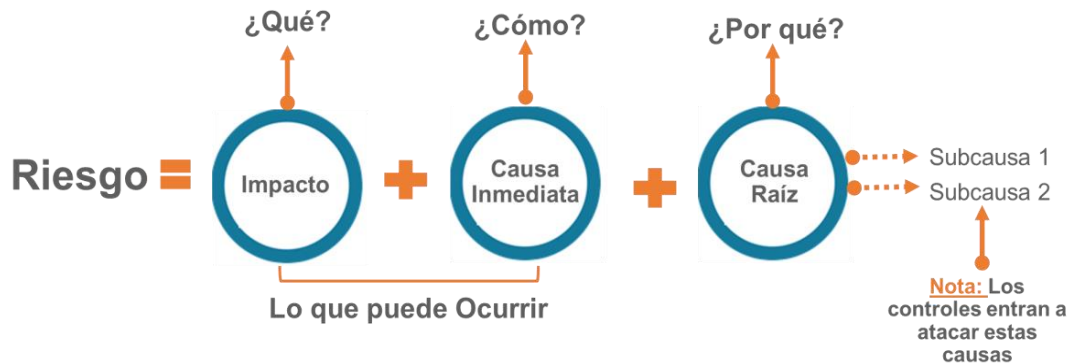 ¿Qué?
¿Cómo?
¿Por qué?
Riesgo =
Impacto
+
Causa
Inmediata
+
Causa
Raíz
Subcausa 1
Subcausa 2
Lo que puede Ocurrir
Nota: Los
controles entran a
atacar estas
causas